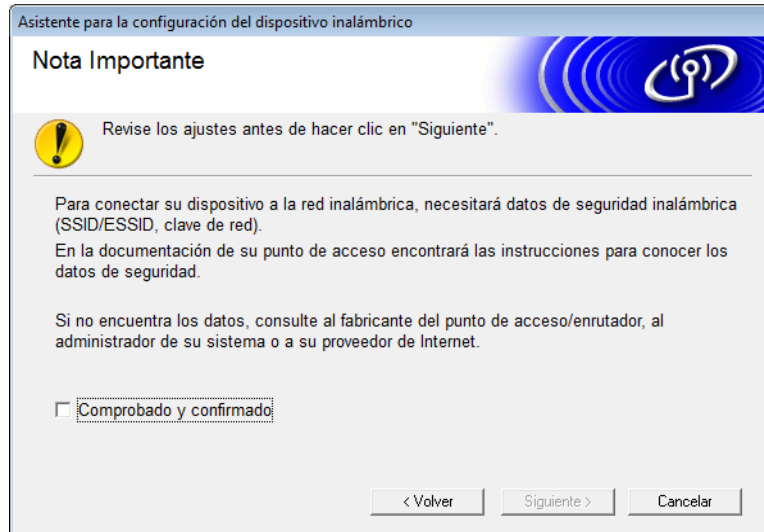 Asistente para la configuración del dispositivo inalámbrico
Nota Importante
Revise los ajustes antes de hacer clic en "Siguiente".
Para conectar su dispositivo a la red inalámbrica, necesitará datos de seguridad inalámbrica
(SSID/ESSID, clave de red).
En la documentación de su punto de acceso encontrará las instrucciones para conocer los
datos de seguridad.
Si no encuentra los datos, consulte al fabricante del punto de acceso/enrutador, al
administrador de su sistema o a su proveedor de Internet.
Comprobado y confirmado
< Volver
Siguiente >
Cancelar